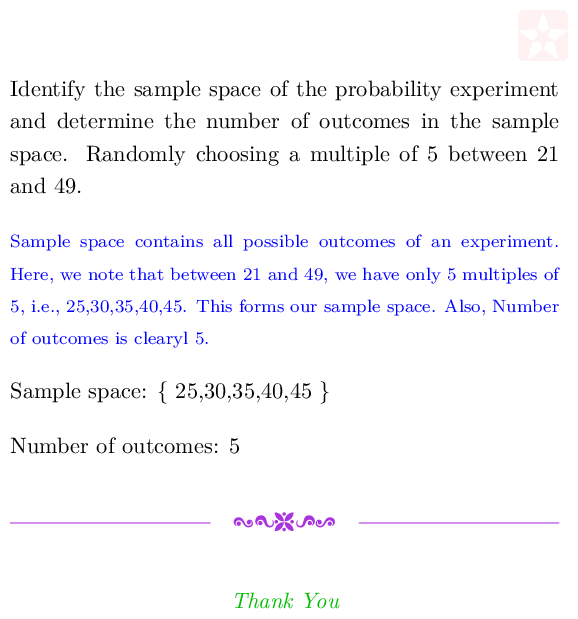 Identify the sample space of the probability experiment
and determine the number of outcomes in the sample
space. Randomly choosing a multiple of 5 between 21
and 49.
Sample space contains all possible outcomes of an experiment.
Here, we note that between 21 and 49, we have only 5 multiples of
5, i.e., 25,30,35,40,45. This forms our sample space. Also, Number
of outcomes is clearyl 5.
Sample space: { 25,30,35,40,45 }
Number of outcomes: 5
Thank You